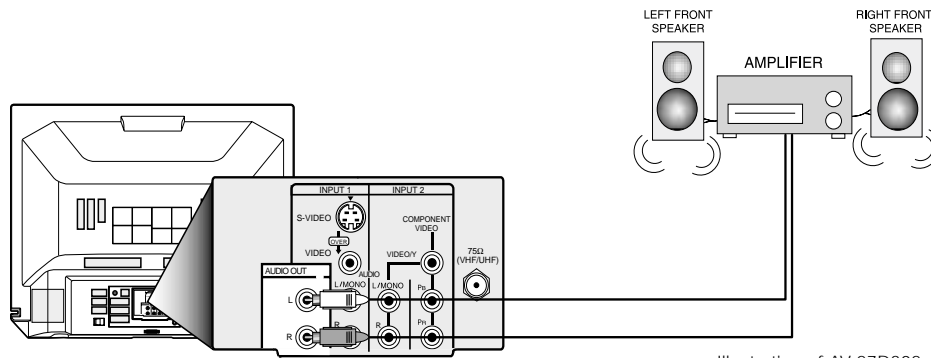 LEFT FRONT
SPEAKER
RIGHT FRONT
SPEAKER
AMPLIFIER
INPUT 1
INPUT 2
S-VIDEO
OVER
VIDEO
COMPONENT
VIDEO
VIDEO/Y
75Ω
(VHF/UHF)
AUDIO OUT
AUDIO
L/MONO
L/MONO
L
PB
R
R
R
PR